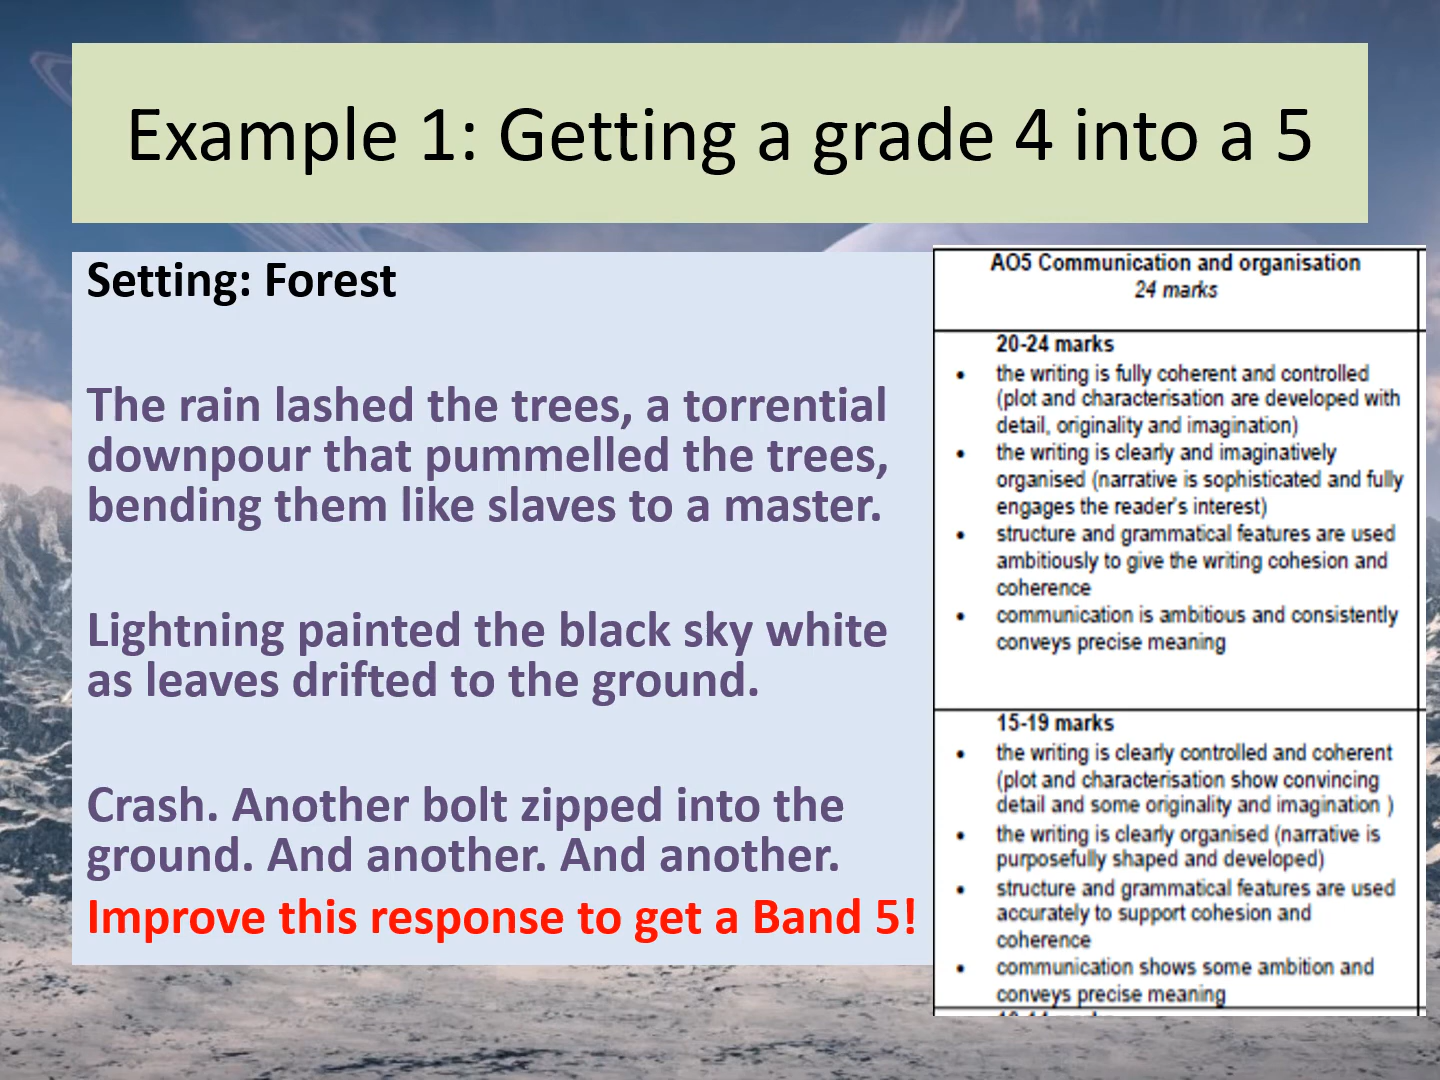 Example 1: Getting a grade 4 into a 5
Setting: Forest
The rain lashed the trees, a torrential
downpour that pummelled the trees,
bending them like slaves to a master.
Lightning painted the black sky white
as leaves drifted to the ground.
Crash. Another bolt zipped into the
ground. And another. And another.
Improve this response to get a Band 5!
AO5 Communication and organisation
24 marks
20-24 marks
• the writing is fully coherent and controlled
(plot and characterisation are developed with
detail, originality and imagination)
• the writing is clearly and imaginatively
organised (narrative is sophisticated and fully
engages the reader's interest)
• structure and grammatical features are used
ambitiously to give the writing cohesion and
coherence
• communication is ambitious and consistently
conveys precise meaning
15-19 marks
• the writing is clearly controlled and coherent
(plot and characterisation show convincing
detail and some originality and imagination )
• the writing is clearly organised (narrative is
purposefully shaped and developed)
• structure and grammatical features are used
accurately to support cohesion and
coherence
• communication shows some ambition and
conveys precise meaning